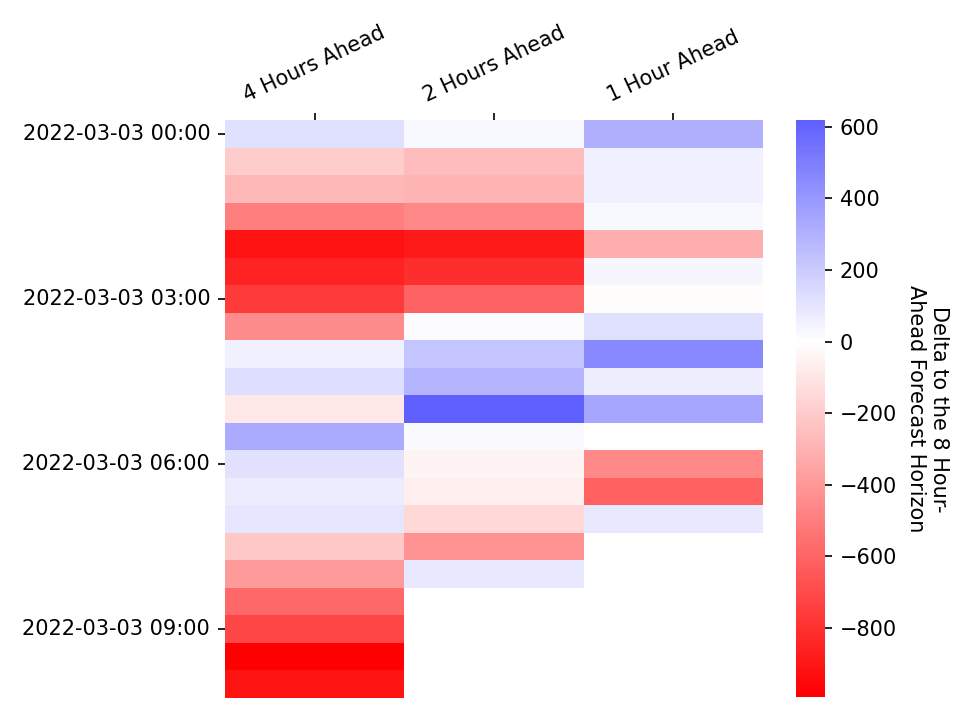 4 Hours Ahead
2 Hours Ahead
1 Hour Ahead
2022-03-03 00:00
2022-03-03 03:00
2022-03-03 06:00
2022-03-03 09:00
600
400
200
0
−200
−400
−600
−800
Delta to the 8 Hour-
Ahead Forecast Horizon